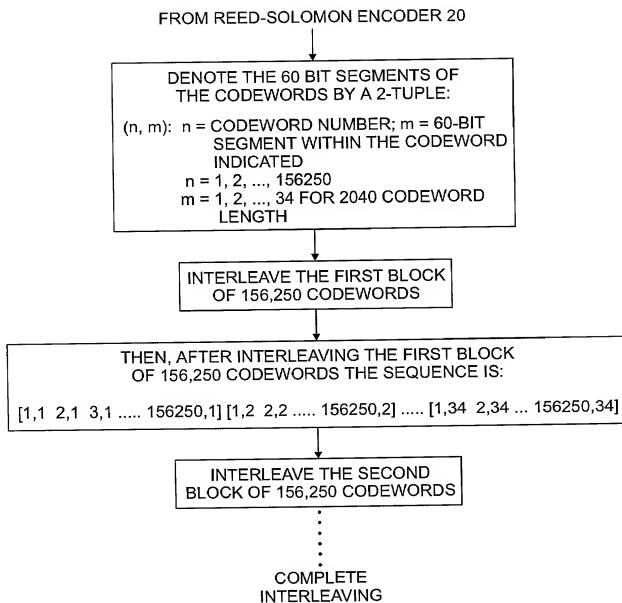 FROM REED-SOLOMON ENCODER 20
DENOTE THE 60 BIT SEGMENTS OF
THE CODEWORDS BY A 2-TUPLE:
(n, m): n = CODEWORD NUMBER; m = 60-BIT
SEGMENT WITHIN THE CODEWORD
INDICATED
n = 1, 2, ..., 156250
m = 1, 2, ..., 34 FOR 2040 CODEWORD
LENGTH
INTERLEAVE THE FIRST BLOCK
OF 156,250 CODEWORDS
THEN, AFTER INTERLEAVING THE FIRST BLOCK
OF 156,250 CODEWORDS THE SEQUENCE IS:
[1,1 2,1 3,1 ..... 156250,1] [1,2 2,2 ..... 156250,2] ..... [1,34 2,34 ... 156250,34]
INTERLEAVE THE SECOND
BLOCK OF 156,250 CODEWORDS
COMPLETE
INTERLEAVING